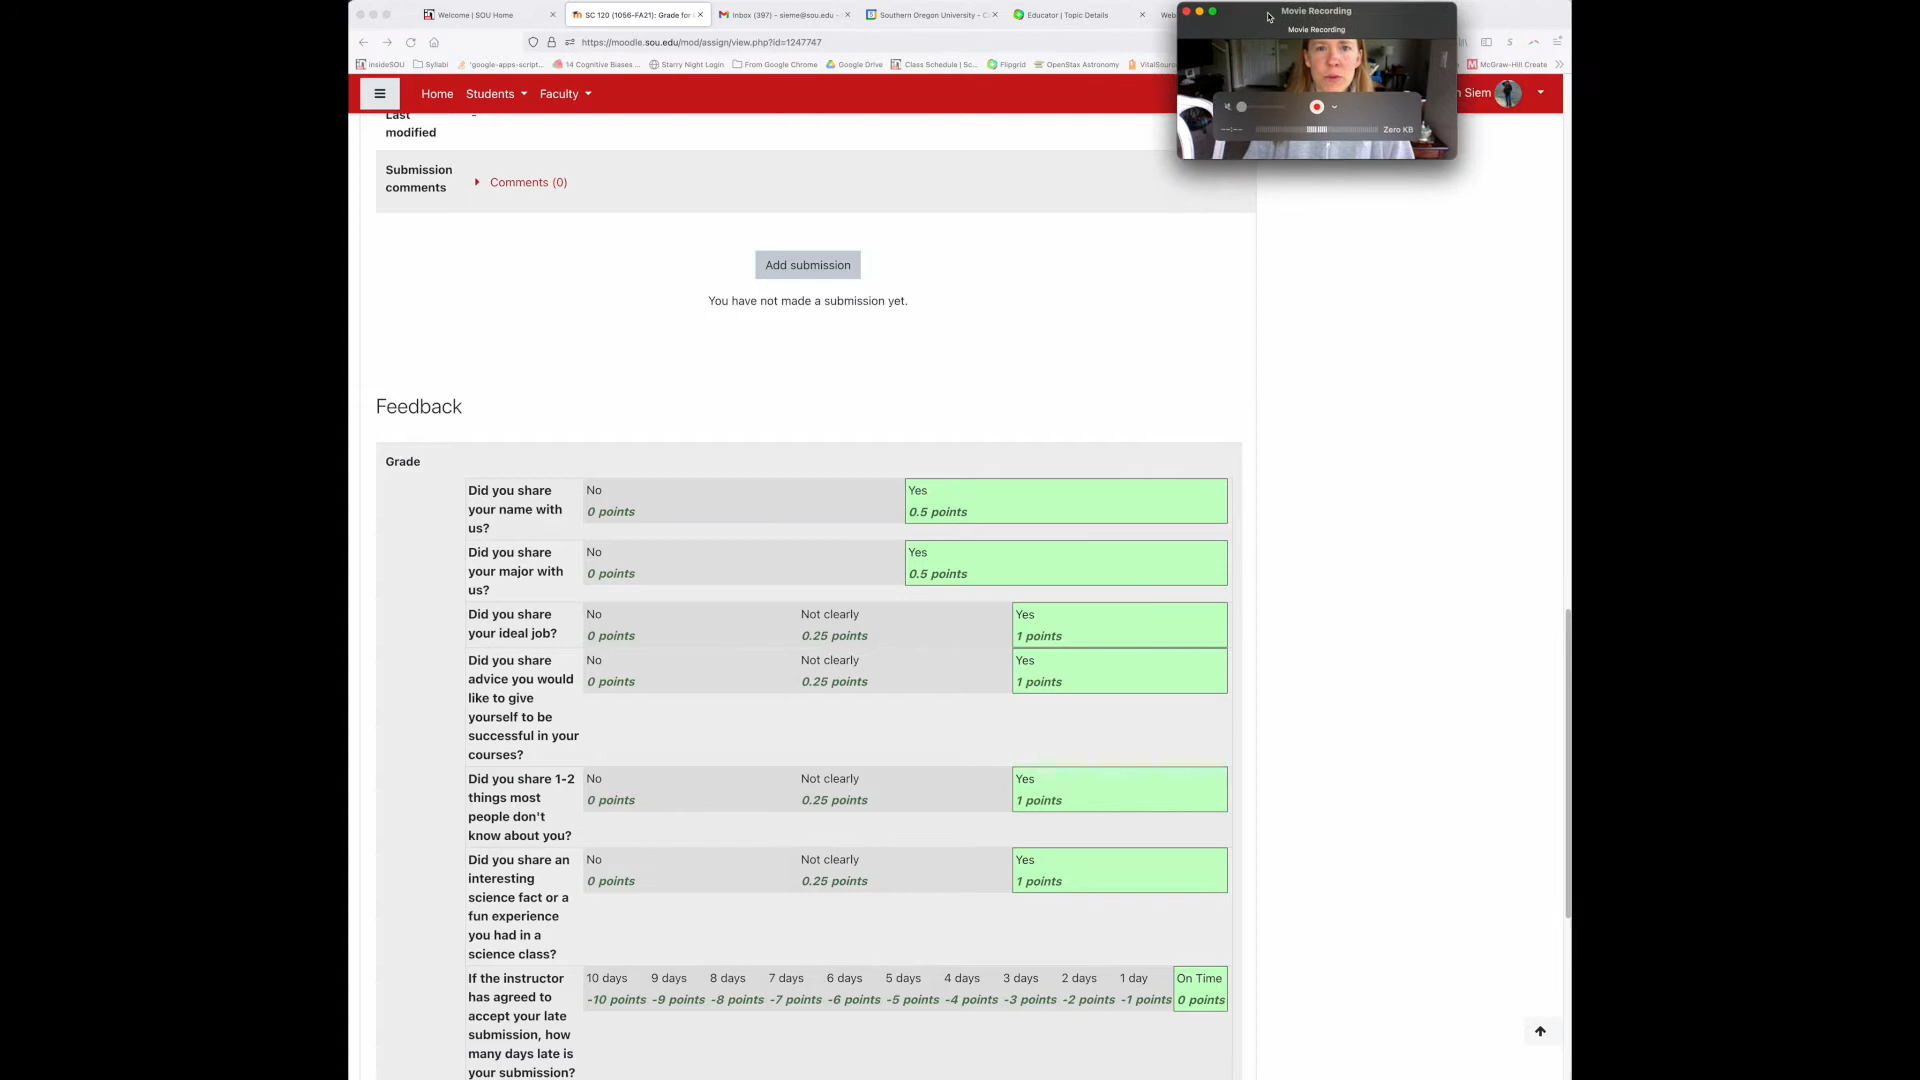 Welcome | SOU Home
SC 120 (1056-FA21): Grade for
Inbox (397) - sieme@sou.edu -
Southern Oregon University - C
Educator | Topic Details
Web
Movie Recording
Movie Recording
https://moodle.sou.edu/mod/assign/view.php?id=1247747
insideSOU
Syllabi
'google-apps-script...
14 Cognitive Biases ...
Starry Night Login
From Google Chrome
Google Drive
Class Schedule | Sc...
Flipgrid
OpenStax Astronomy
VitalSourc
McGraw-Hill Create
Home
Students
Faculty
Siem
--:--
Zero KB
Last
modified
-
Submission
comments
Comments (0)
Add submission
You have not made a submission yet.
Feedback
Grade
Did you share
your name with
us?
No
0 points
Yes
0.5 points
Did you share
your major with
us?
No
0 points
Yes
0.5 points
Did you share
your ideal job?
No
0 points
Not clearly
0.25 points
Yes
1 points
Did you share
advice you would
like to give
yourself to be
successful in your
courses?
No
0 points
Not clearly
0.25 points
Yes
1 points
Did you share 1-2
things most
people don't
know about you?
No
0 points
Not clearly
0.25 points
Yes
1 points
Did you share an
interesting
science fact or a
fun experience
you had in a
science class?
No
0 points
Not clearly
0.25 points
Yes
1 points
If the instructor
has agreed to
accept your late
submission, how
many days late is
your submission?
10 days
-10 points
9 days
-9 points
8 days
-8 points
7 days
-7 points
6 days
-6 points
5 days
-5 points
4 days
-4 points
3 days
-3 points
2 days
-2 points
1 day
-1 points
On Time
0 points